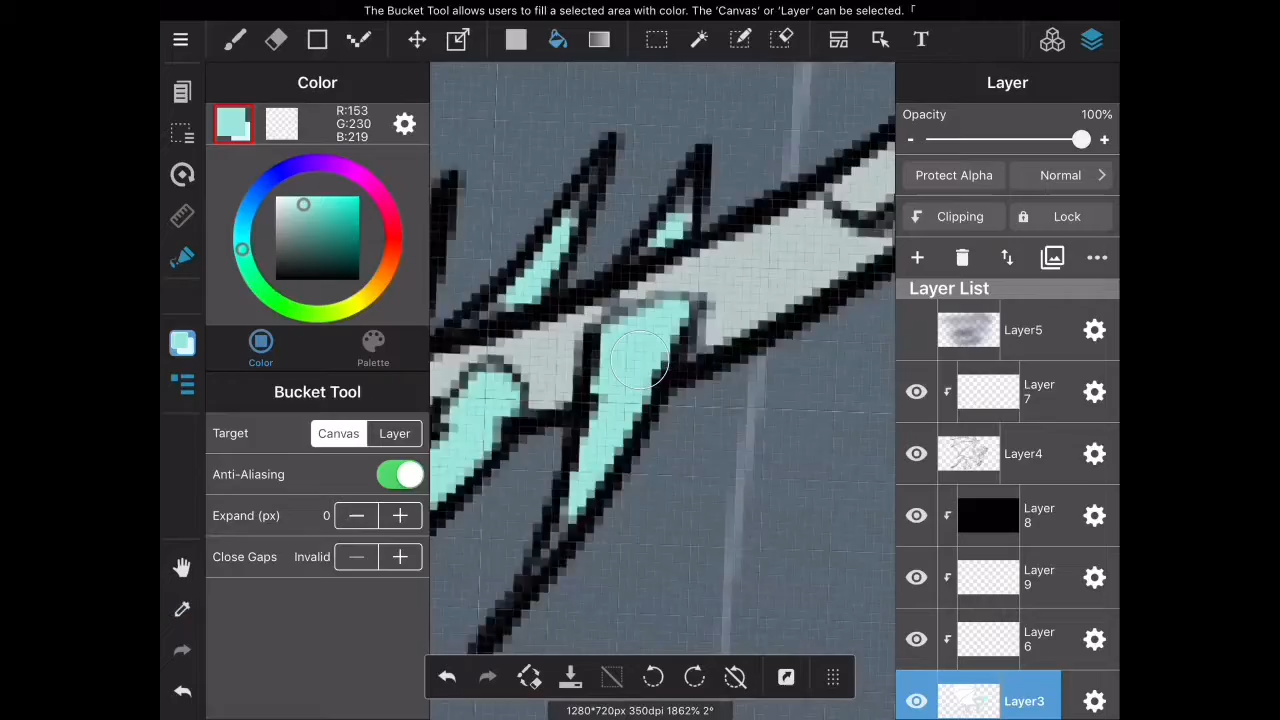 The Bucket Tool allows users to fill a selected area with color. The ‘Canvas’ or ‘Layer’ can be selected.「
T
Color
R:153
G:230
B:219
Color
Palette
Bucket Tool
Target
Canvas
Layer
Anti-Aliasing
Expand (px)
0
Close Gaps
Invalid
1280*720px 350dpi 1862% 2°
Layer
Opacity
100%
Protect Alpha
Normal
Clipping
Lock
Layer List
Layer5
Layer
7
Layer4
Layer
8
Layer
9
Layer
6
Layer3